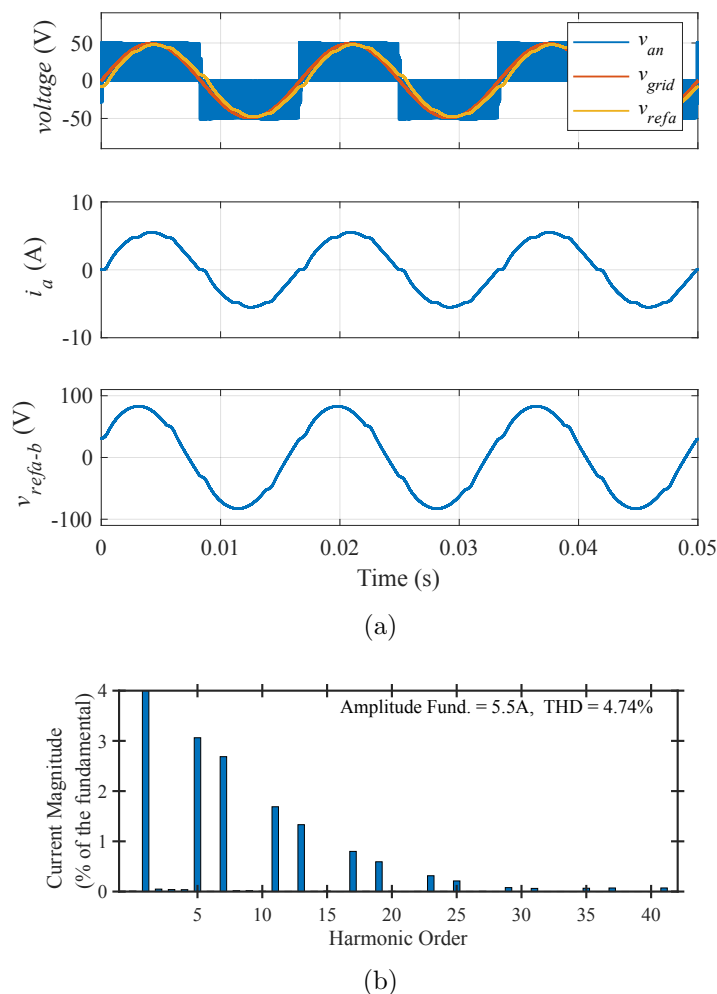 voltage (V)
50
0
-50
v_an
v_grid
v_refa
i_a (A)
10
0
-10
v_refa-b (V)
100
0
-100
0 0.01 0.02 0.03 0.04 0.05
Time (s)
(a)
Current Magnitude
(% of the fundamental)
4
3
2
1
0
Amplitude Fund. = 5.5A, THD = 4.74%
5 10 15 20 25 30 35 40
Harmonic Order
(b)